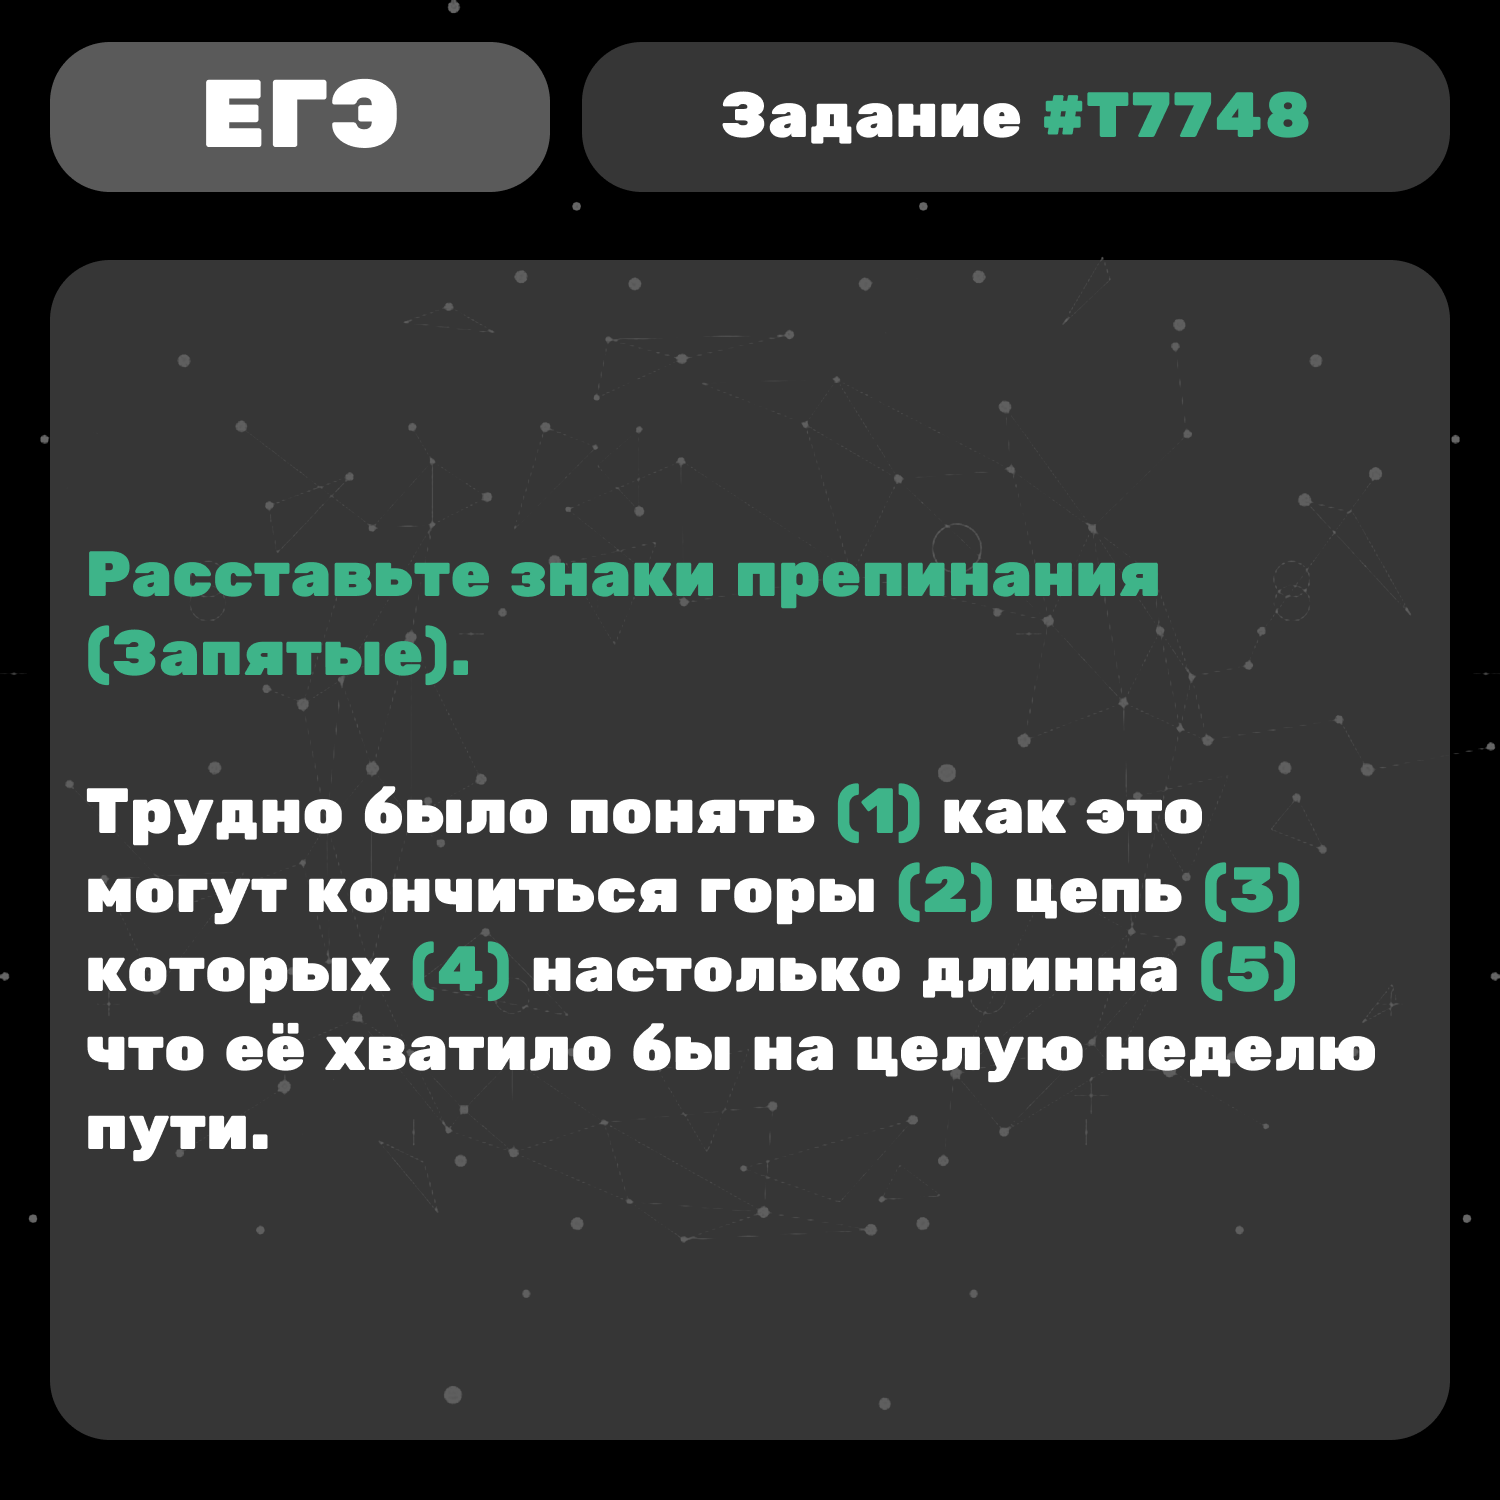 ЕГЭ
Задание #T7748
Расставьте знаки препинания
(Запятые).
Трудно было понять (1) как это
могут кончиться горы (2) цепь (3)
которых (4) настолько длинна (5)
что её хватило бы на целую неделю
пути.